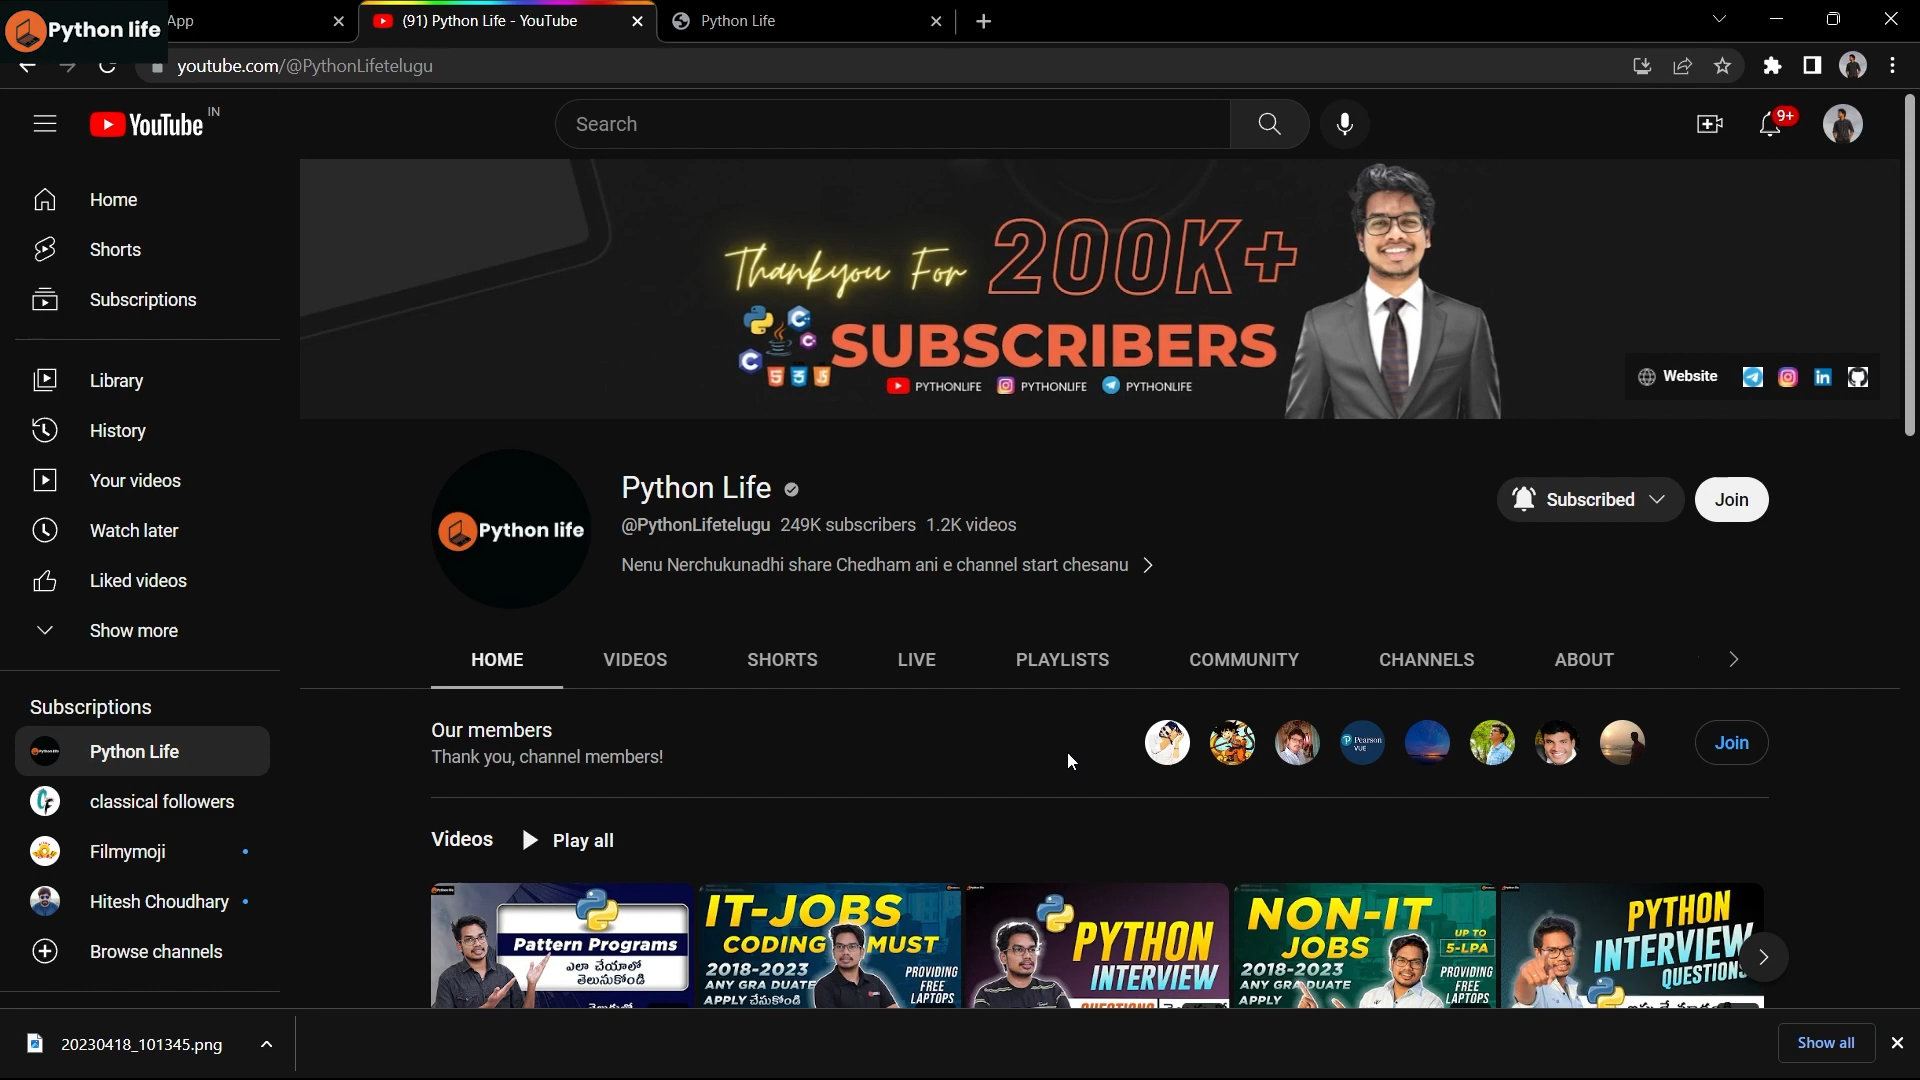 Python life
App
(91) Python Life - YouTube
Python Life
youtube.com/@PythonLifetelugu
YouTube IN
Search
9+
Home
Shorts
Subscriptions
Library
History
Your videos
Watch later
Liked videos
Show more
Subscriptions
Python Life
classical followers
Filmymoji
Hitesh Choudhary
Browse channels
Thankyou For 200K+
SUBSCRIBERS
PYTHONLIFE PYTHONLIFE PYTHONLIFE
Website
Python life
Python Life
@PythonLifetelugu 249K subscribers 1.2K videos
Nenu Nerchukunadhi share Chedham ani e channel start chesanu
Subscribed
Join
HOME VIDEOS SHORTS LIVE PLAYLISTS COMMUNITY CHANNELS ABOUT
Our members
Thank you, channel members!
Pearson
VUE
Join
Videos Play all
Pattern Programs
ఎలా చేయాలో
తెలుసుకోండి
IT-JOBS
CODING MUST
2018-2023
ANY GRADUATE
APPLY చేసుకోండి
PROVIDING
FREE
LAPTOPS
PYTHON
INTERVIEW
QUESTIONS
NON-IT
JOBS
UP TO
5-LPA
2018-2023
ANY GRADUATE
APPLY
PROVIDING
FREE
LAPTOPS
PYTHON
INTERVIEW
QUESTIONS
20230418_101345.png
Show all